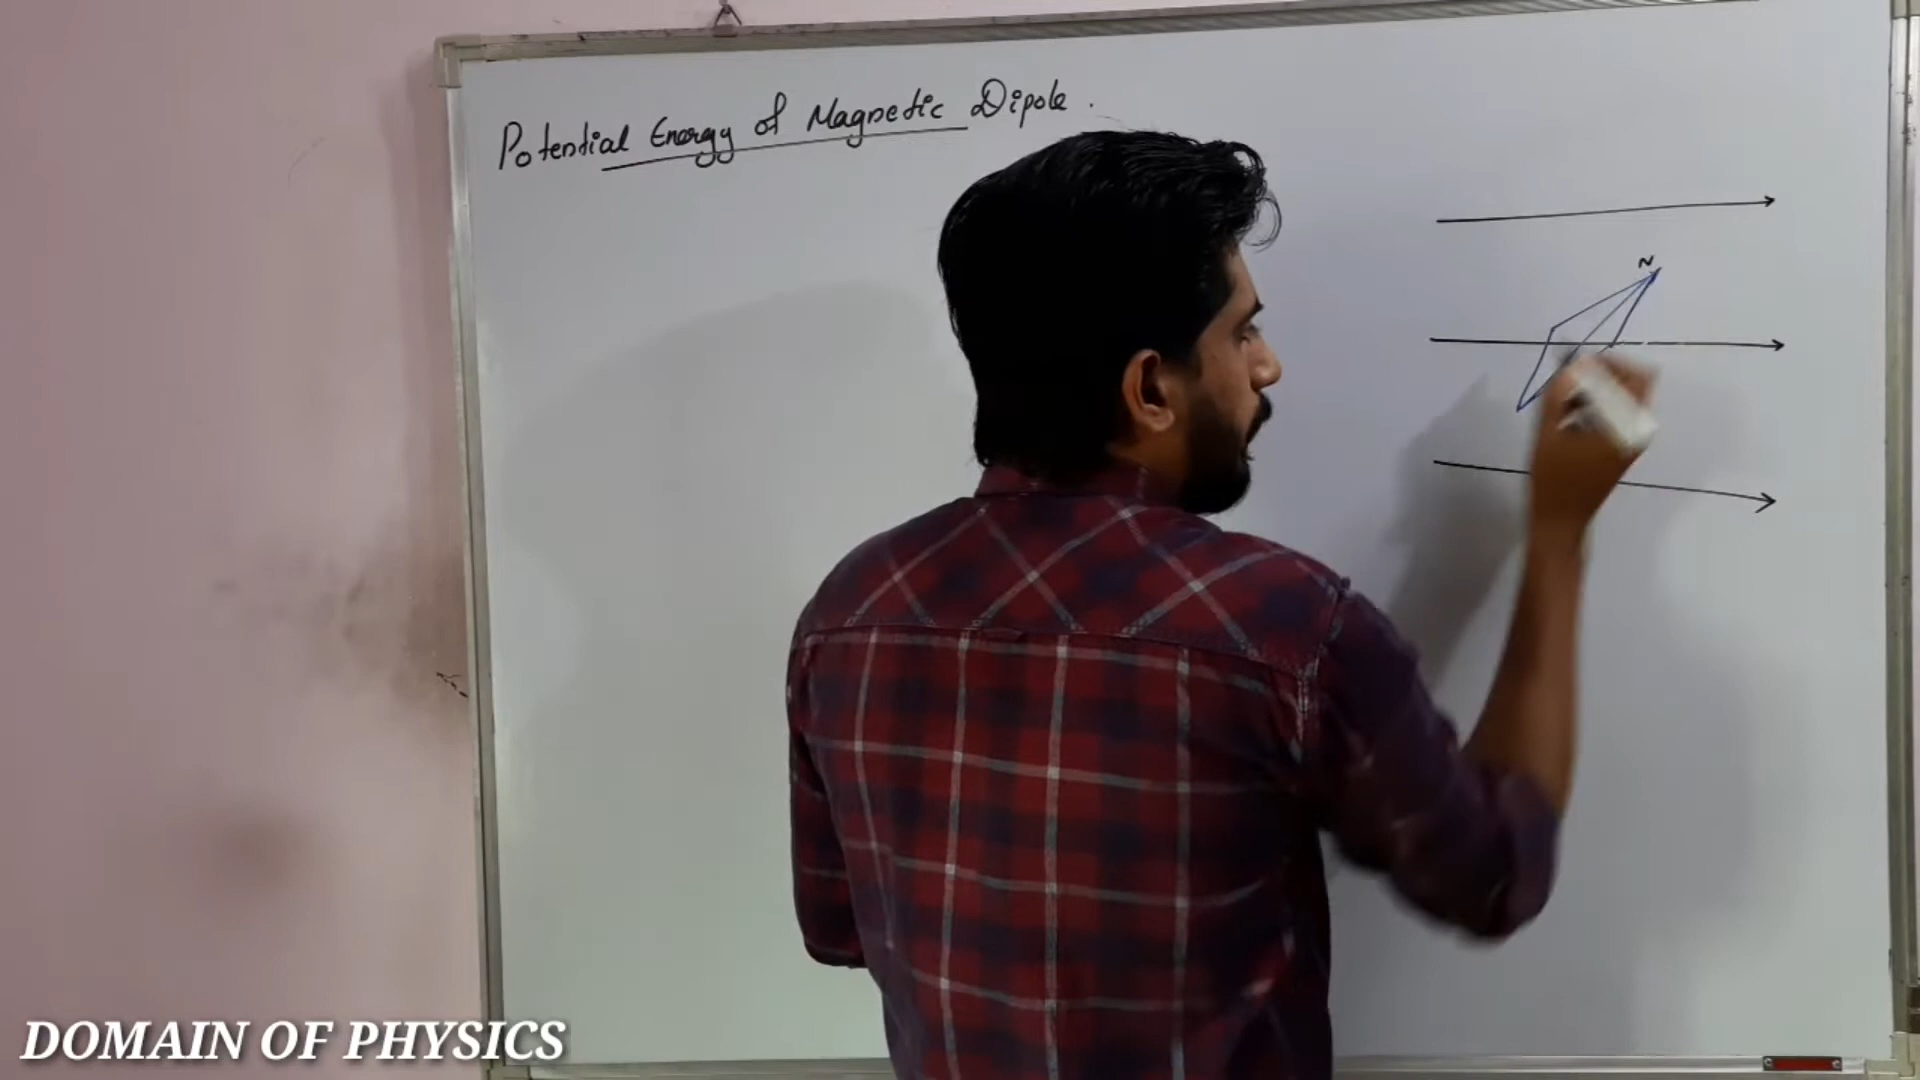 Potential Energy of Magnetic Dipole.
N
DOMAIN OF PHYSICS